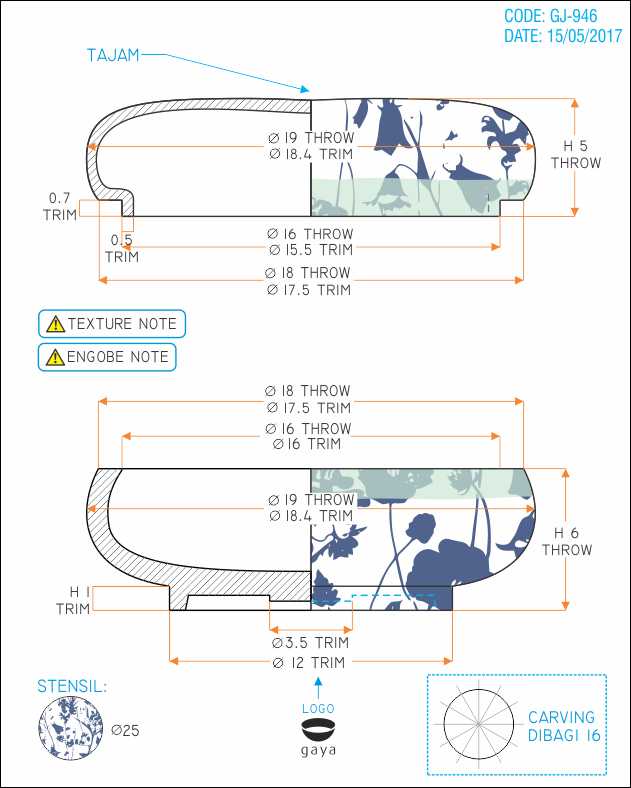 CODE: GJ-946
DATE: 15/05/2017
TAJAM
Ø 19 THROW
Ø 18.4 TRIM
H 5
THROW
0.7
TRIM
0.5
TRIM
Ø 16 THROW
Ø 15.5 TRIM
Ø 18 THROW
Ø 17.5 TRIM
TEXTURE NOTE
ENGOBE NOTE
Ø 18 THROW
Ø 17.5 TRIM
Ø 16 THROW
Ø 16 TRIM
Ø 19 THROW
Ø 18.4 TRIM
H 6
THROW
H 1
TRIM
Ø3.5 TRIM
Ø 12 TRIM
STENSIL:
Ø25
LOGO
gaya
CARVING
DIBAGI 16